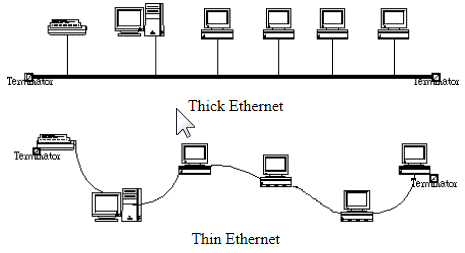 Terminator Terminator
Thick Ethernet
Terminator
Terminator
Thin Ethernet